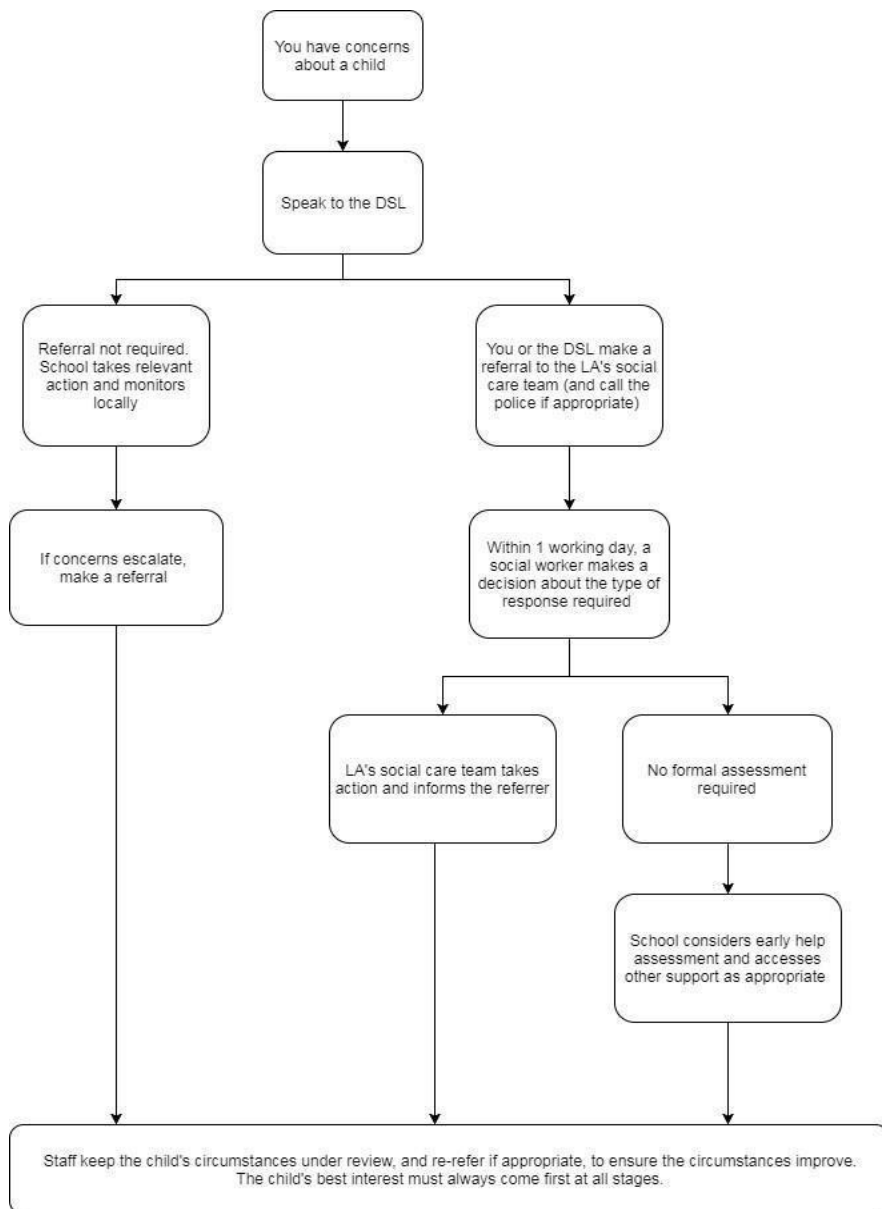 You have concerns
about a child
Speak to the DSL
Referral not required.
School takes relevant
action and monitors
locally
You or the DSL make a
referral to the LA's social
care team (and call the
police if appropriate)
If concerns escalate,
make a referral
Within 1 working day, a
social worker makes a
decision about the type of
response required
LA's social care team takes
action and informs the referrer
No formal assessment
required
School considers early help
assessment and accesses
other support as appropriate
Staff keep the child's circumstances under review, and re-refer if appropriate, to ensure the circumstances improve.
The child's best interest must always come first at all stages.